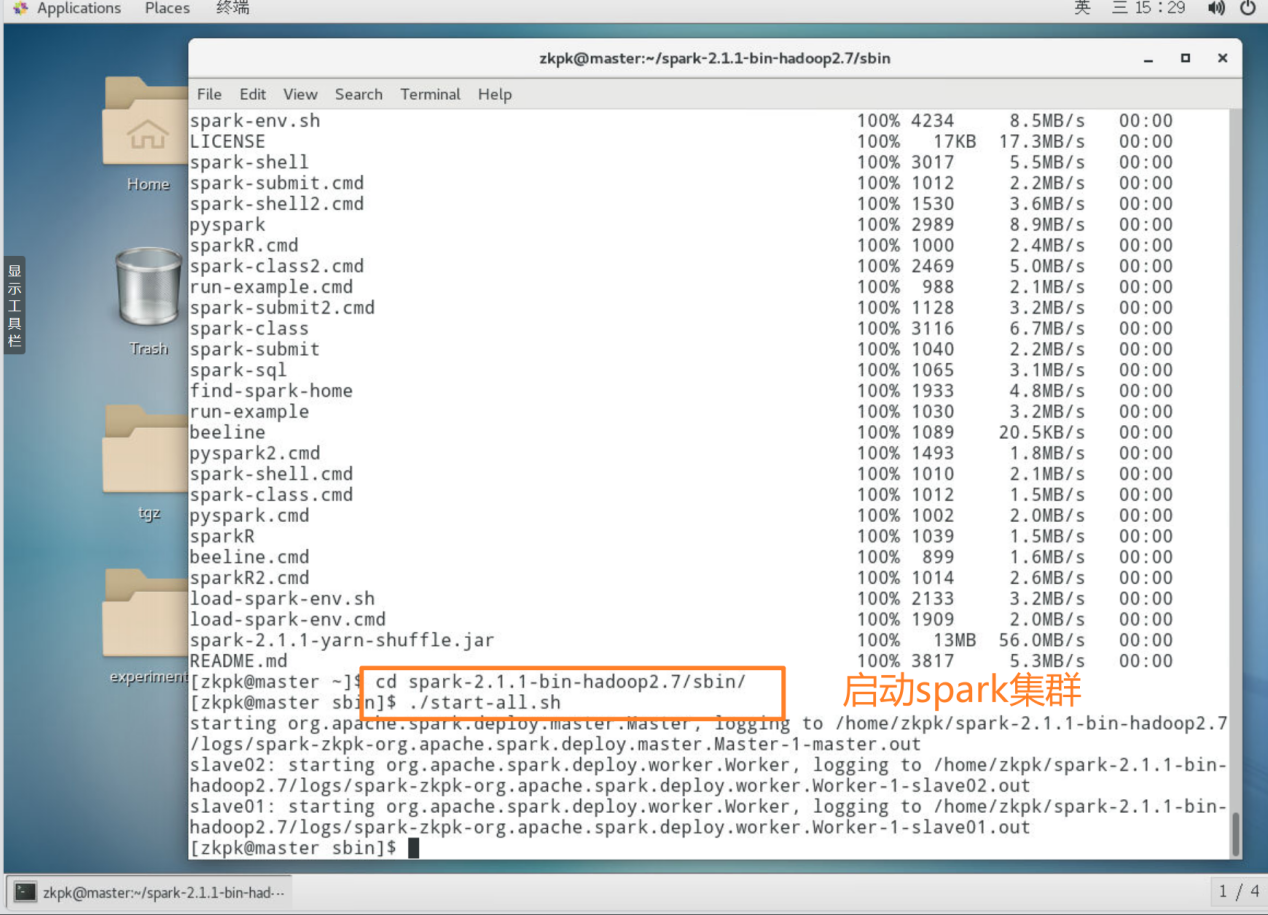 Applications Places 终端 英 三 15：29
zkpk@master:~/spark-2.1.1-bin-hadoop2.7/sbin
File Edit View Search Terminal Help
Home
Trash
tgz
experiment
显示工具栏
spark-env.sh 100% 4234 8.5MB/s 00:00
LICENSE 100% 17KB 17.3MB/s 00:00
spark-shell 100% 3017 5.5MB/s 00:00
spark-submit.cmd 100% 1012 2.2MB/s 00:00
spark-shell2.cmd 100% 1530 3.6MB/s 00:00
pyspark 100% 2989 8.9MB/s 00:00
sparkR.cmd 100% 1000 2.4MB/s 00:00
spark-class2.cmd 100% 2469 5.0MB/s 00:00
run-example.cmd 100% 988 2.1MB/s 00:00
spark-submit2.cmd 100% 1128 3.2MB/s 00:00
spark-class 100% 3116 6.7MB/s 00:00
spark-submit 100% 1040 2.2MB/s 00:00
spark-sql 100% 1065 3.1MB/s 00:00
find-spark-home 100% 1933 4.8MB/s 00:00
run-example 100% 1030 3.2MB/s 00:00
beeline 100% 1089 20.5KB/s 00:00
pyspark2.cmd 100% 1493 1.8MB/s 00:00
spark-shell.cmd 100% 1010 2.1MB/s 00:00
spark-class.cmd 100% 1012 1.5MB/s 00:00
pyspark.cmd 100% 1002 2.0MB/s 00:00
sparkR 100% 1039 1.5MB/s 00:00
beeline.cmd 100% 899 1.6MB/s 00:00
sparkR2.cmd 100% 1014 2.6MB/s 00:00
load-spark-env.sh 100% 2133 3.2MB/s 00:00
load-spark-env.cmd 100% 1909 2.0MB/s 00:00
spark-2.1.1-yarn-shuffle.jar 100% 13MB 56.0MB/s 00:00
README.md 100% 3817 5.3MB/s 00:00
[zkpk@master ~]$ cd spark-2.1.1-bin-hadoop2.7/sbin/
[zkpk@master sbin]$ ./start-all.sh
启动spark集群
starting org.apache.spark.deploy.master.Master, logging to /home/zkpk/spark-2.1.1-bin-hadoop2.7
/logs/spark-zkpk-org.apache.spark.deploy.master.Master-1-master.out
slave02: starting org.apache.spark.deploy.worker.Worker, logging to /home/zkpk/spark-2.1.1-bin-
hadoop2.7/logs/spark-zkpk-org.apache.spark.deploy.worker.Worker-1-slave02.out
slave01: starting org.apache.spark.deploy.worker.Worker, logging to /home/zkpk/spark-2.1.1-bin-
hadoop2.7/logs/spark-zkpk-org.apache.spark.deploy.worker.Worker-1-slave01.out
[zkpk@master sbin]$
zkpk@master:~/spark-2.1.1-bin-had··· 1 / 4